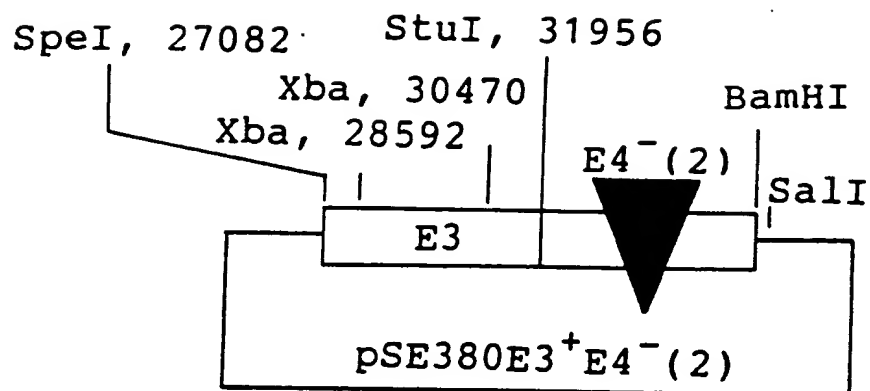 SpeI, 27082
StuI, 31956
Xba, 30470
Xba, 28592
BamHI
E4⁻(2)
SalI
E3
pSE380E3⁺E4⁻(2)